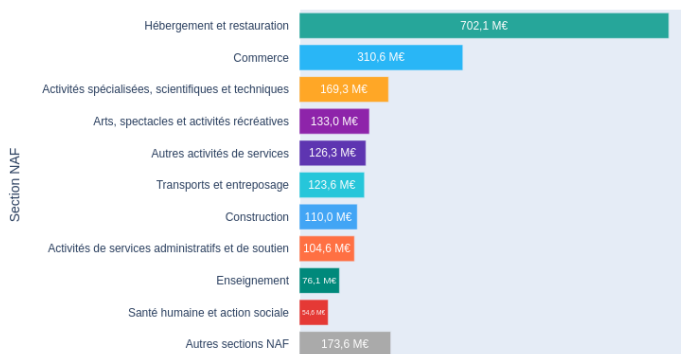 Section NAF
Hébergement et restauration 702,1 M€
Commerce 310,6 M€
Activités spécialisées, scientifiques et techniques 169,3 M€
Arts, spectacles et activités récréatives 133,0 M€
Autres activités de services 126,3 M€
Transports et entreposage 123,6 M€
Construction 110,0 M€
Activités de services administratifs et de soutien 104,6 M€
Enseignement 76,1 M€
Santé humaine et action sociale 54,6 M€
Autres sections NAF 173,6 M€